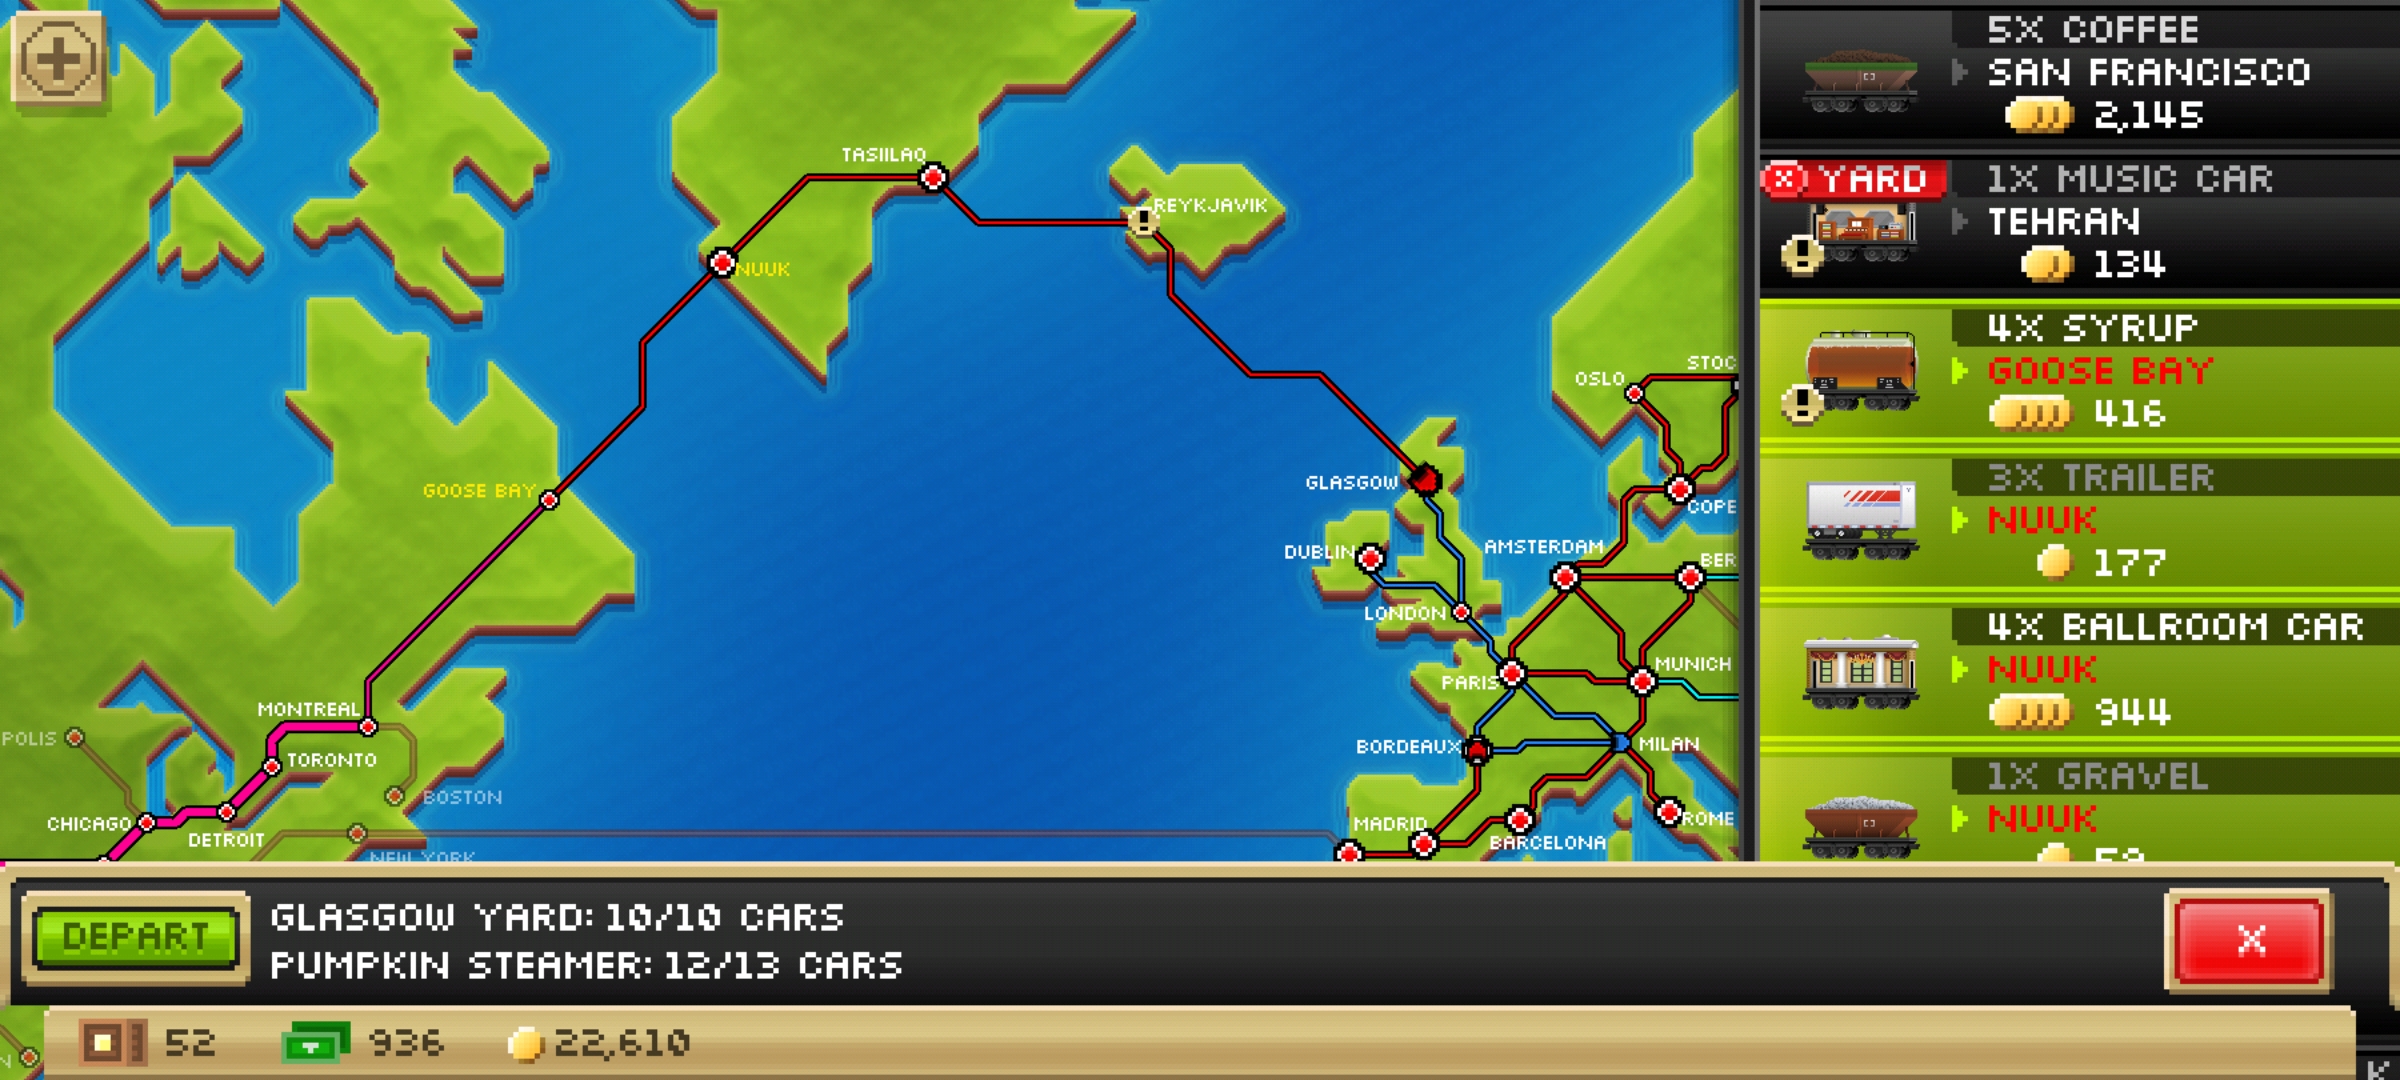 TASIILAQ
REYKJAVIK
NUUK
OSLO
STOC
GOOSE BAY
GLASGOW
COPE
DUBLIN
AMSTERDAM
BER
LONDON
PARIS
MUNICH
MONTREAL
POLIS
TORONTO
BORDEAUX
MILAN
BOSTON
CHICAGO
DETROIT
MADRID
BARCELONA
ROME
NEW YORK
5X COFFEE
SAN FRANCISCO
2,145
YARD
1X MUSIC CAR
TEHRAN
134
4X SYRUP
GOOSE BAY
416
3X TRAILER
NUUK
177
4X BALLROOM CAR
NUUK
944
1X GRAVEL
NUUK
59
DEPART
GLASGOW YARD: 10/10 CARS
PUMPKIN STEAMER: 12/13 CARS
X
52
936
22,610